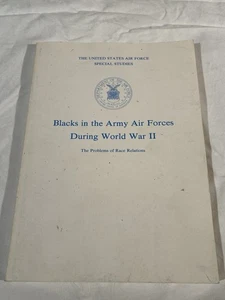 THE UNITED STATES AIR FORCE
SPECIAL STUDIES
Blacks in the Army Air Forces
During World War II
The Problems of Race Relations